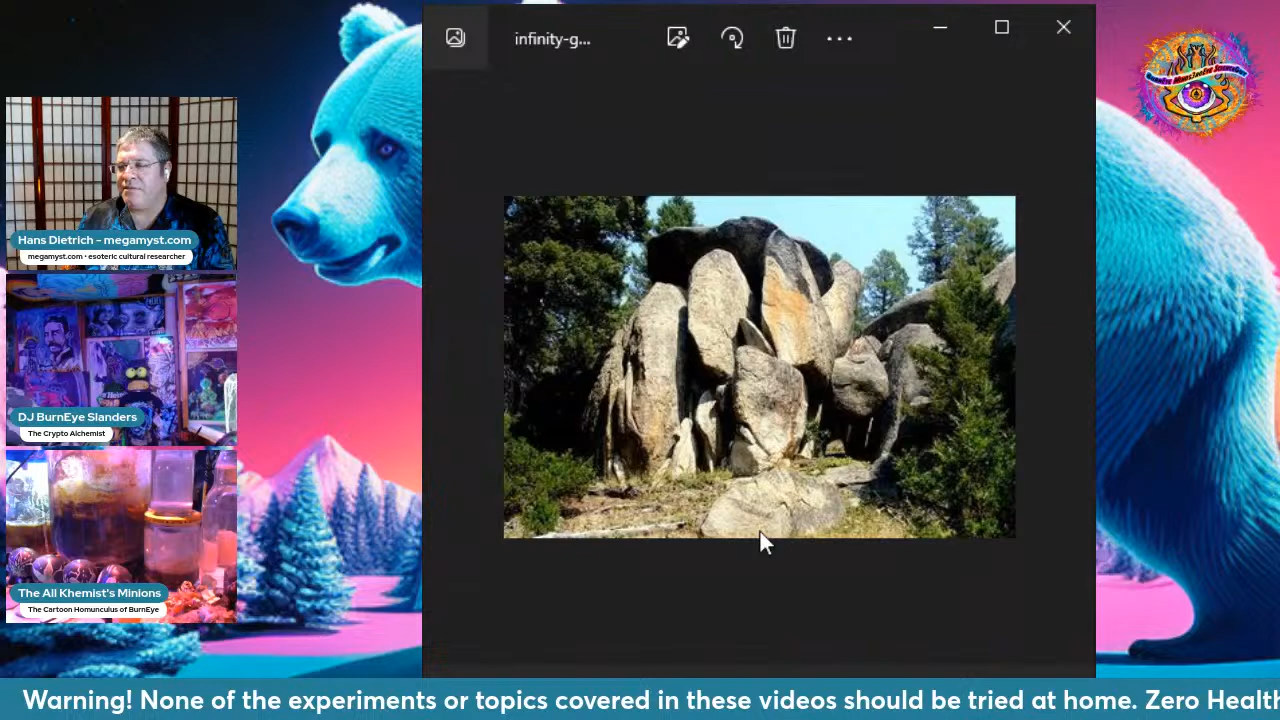 infinity-g...
Hans Dietrich - megamyst.com
megamyst.com • esoteric cultural researcher
DJ BurnEye Slanders
The Crypto Alchemist
The All Khemist's Minions
The Cartoon Homunculus of BurnEye
Warning! None of the experiments or topics covered in these videos should be tried at home. Zero Health